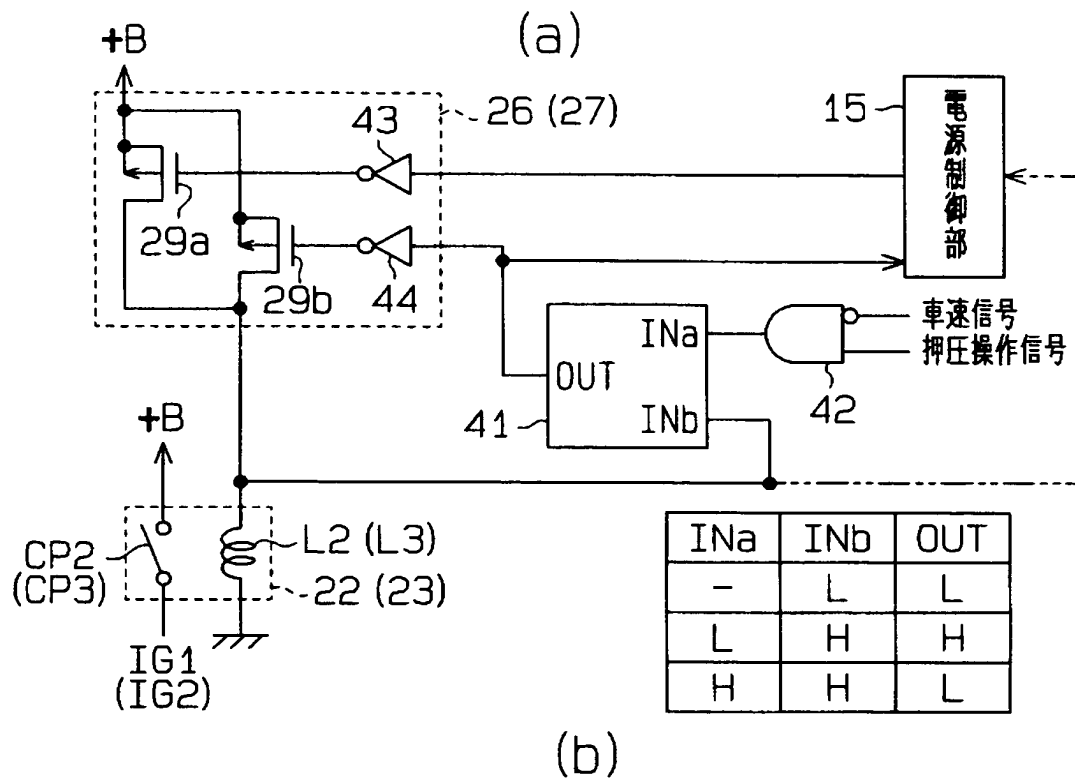 (a)
+B
26 (27)
43
15
電源制御部
29a
29b
44
車速信号
押圧操作信号
INa
OUT
INb
41
42
+B
CP2
(CP3)
L2 (L3)
22 (23)
IG1
(IG2)
INa INb OUT
- L L
L H H
H H L
(b)